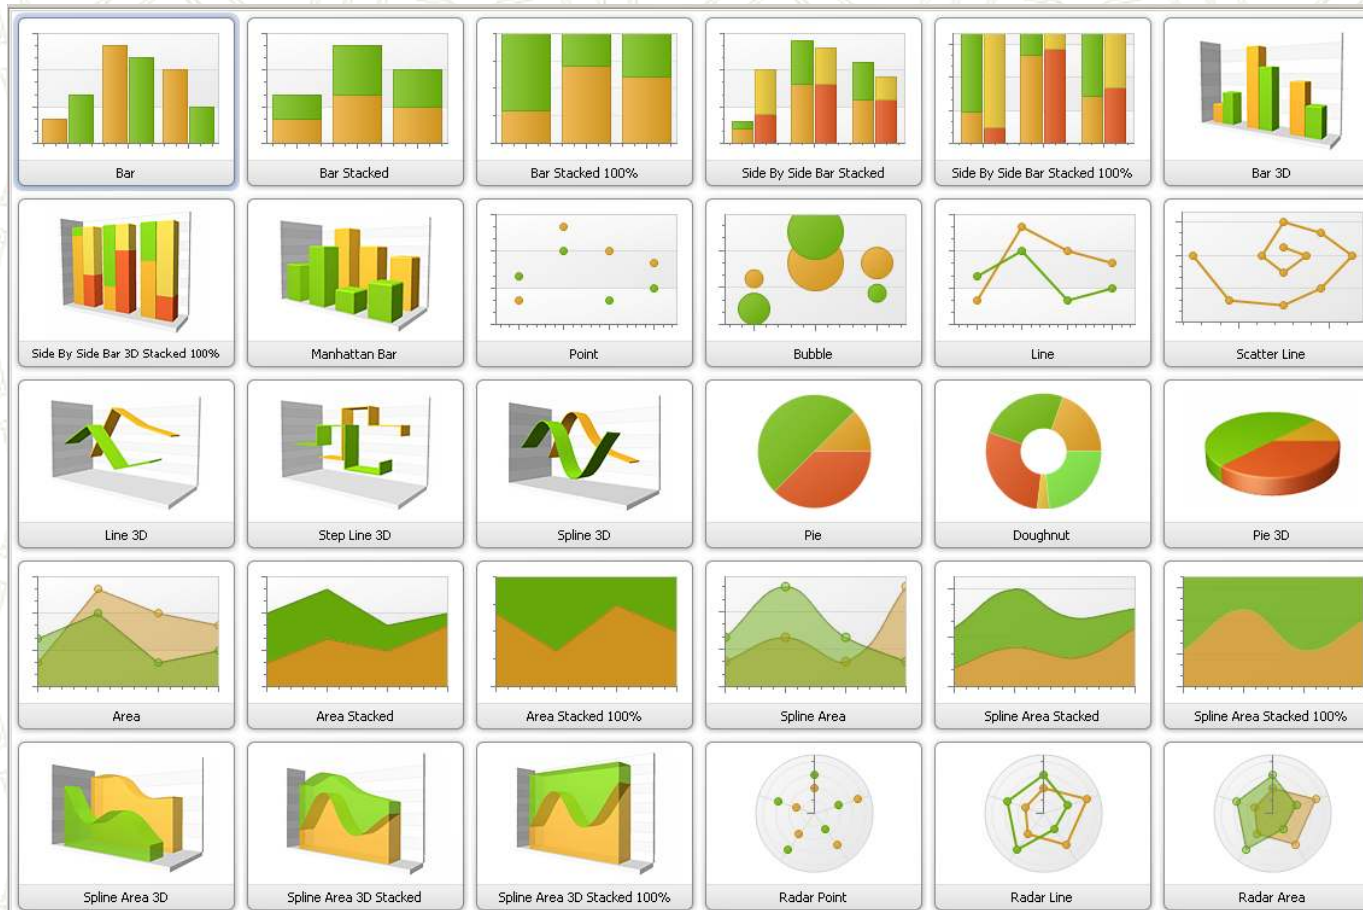 Bar
Bar Stacked
Bar Stacked 100%
Side By Side Bar Stacked
Side By Side Bar Stacked 100%
Bar 3D
Side By Side Bar 3D Stacked 100%
Manhattan Bar
Point
Bubble
Line
Scatter Line
Line 3D
Step Line 3D
Spline 3D
Pie
Doughnut
Pie 3D
Area
Area Stacked
Area Stacked 100%
Spline Area
Spline Area Stacked
Spline Area Stacked 100%
Spline Area 3D
Spline Area 3D Stacked
Spline Area 3D Stacked 100%
Radar Point
Radar Line
Radar Area